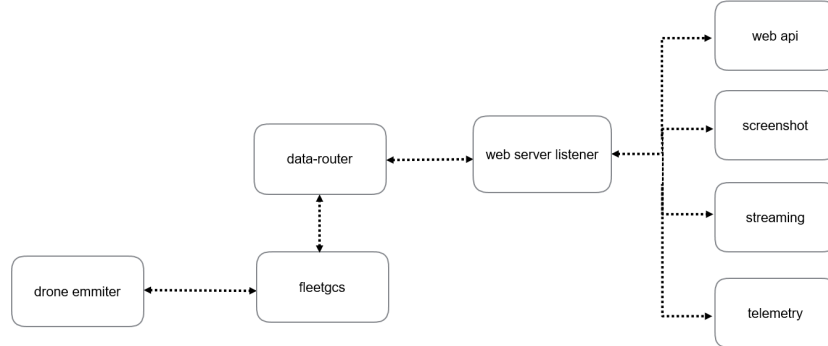 web api
screenshot
data-router
web server listener
streaming
drone emmiter
fleetgcs
telemetry